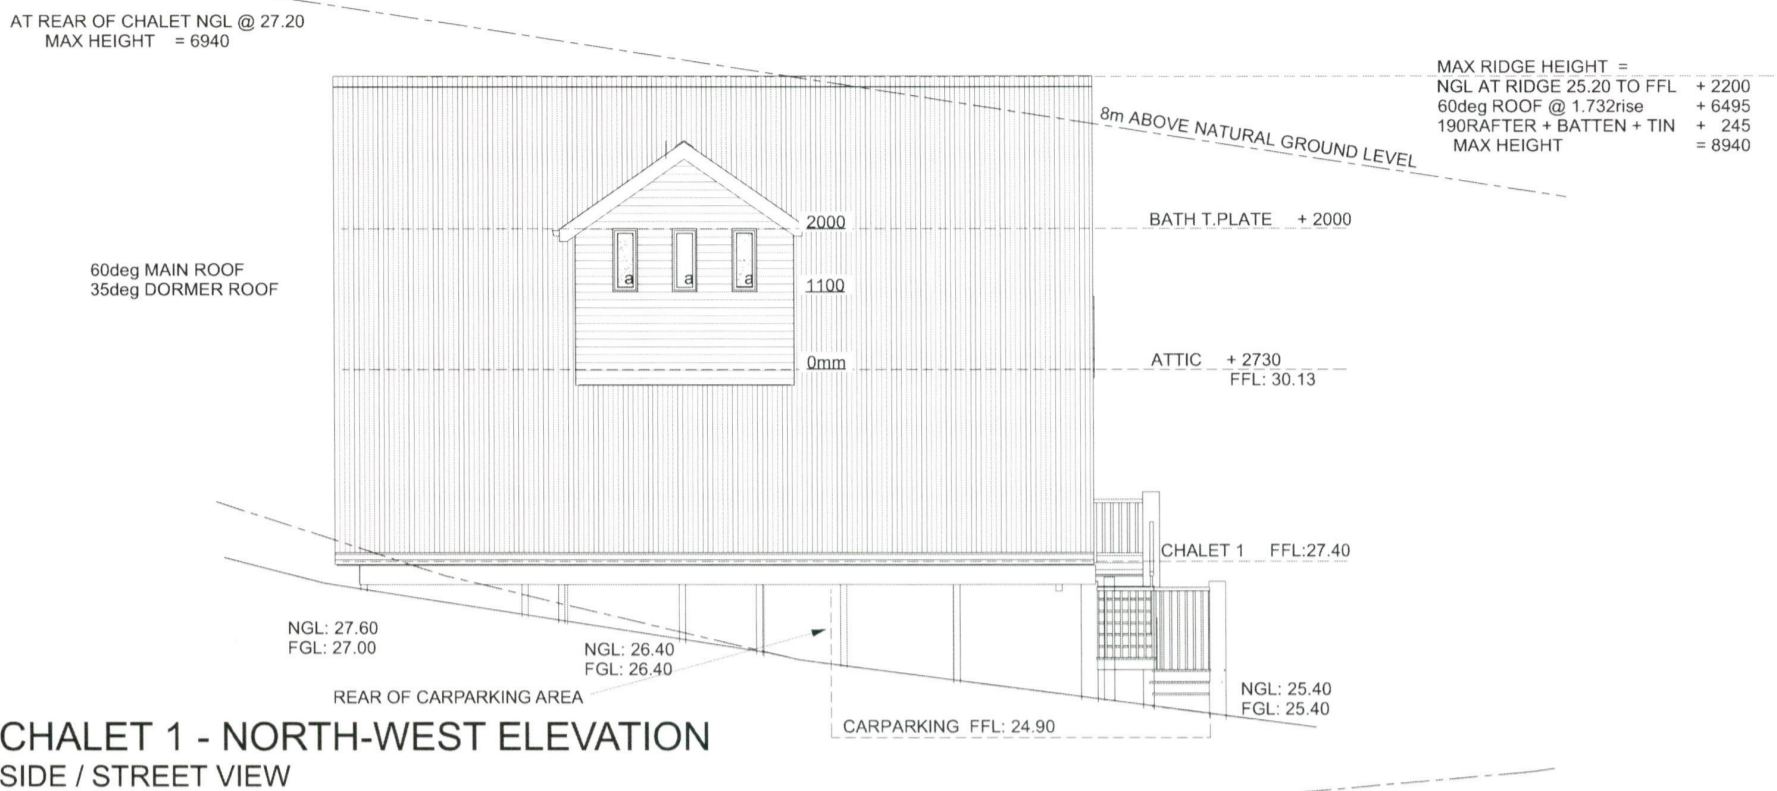 AT REAR OF CHALET NGL @ 27.20
MAX HEIGHT = 6940
MAX RIDGE HEIGHT =
NGL AT RIDGE 25.20 TO FFL + 2200
60deg ROOF @ 1.732rise + 6495
190RAFTER + BATTEN + TIN + 245
MAX HEIGHT = 8940
8m ABOVE NATURAL GROUND LEVEL
2000
BATH T.PLATE + 2000
60deg MAIN ROOF
35deg DORMER ROOF
a a a
1100
0mm
ATTIC + 2730
FFL: 30.13
CHALET 1 FFL:27.40
NGL: 27.60
FGL: 27.00
NGL: 26.40
FGL: 26.40
REAR OF CARPARKING AREA
NGL: 25.40
FGL: 25.40
CARPARKING FFL: 24.90
CHALET 1 - NORTH-WEST ELEVATION
SIDE / STREET VIEW